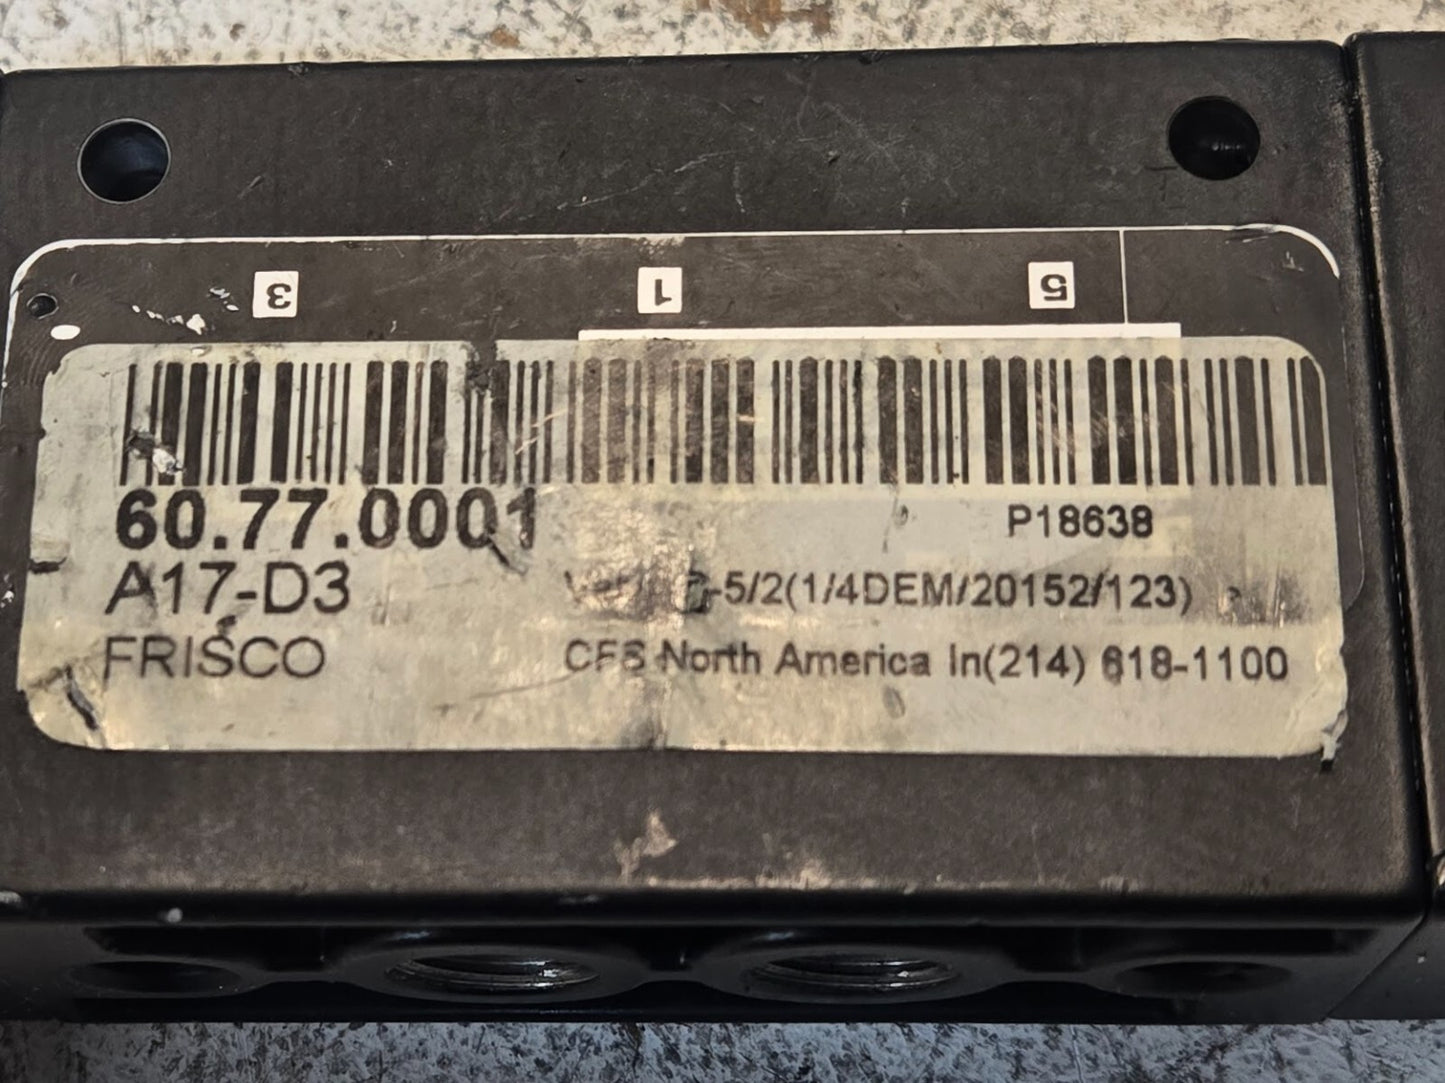 3 1 5
60.77.0001 P18638
A17-D3 -5/2(1/4DEM/20152/123)
FRISCO CFS North America In(214) 618-1100